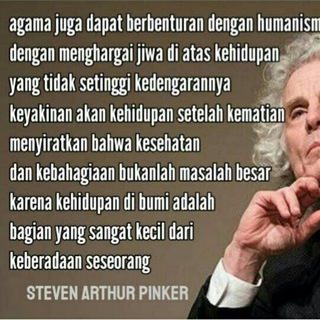 agama juga dapat berbenturan dengan humanism
dengan menghargai jiwa di atas kehidupan
yang tidak setinggi kedengarannya
keyakinan akan kehidupan setelah kematian
menyiratkan bahwa kesehatan
dan kebahagiaan bukanlah masalah besar
karena kehidupan di bumi adalah
bagian yang sangat kecil dari
keberadaan seseorang
STEVEN ARTHUR PINKER